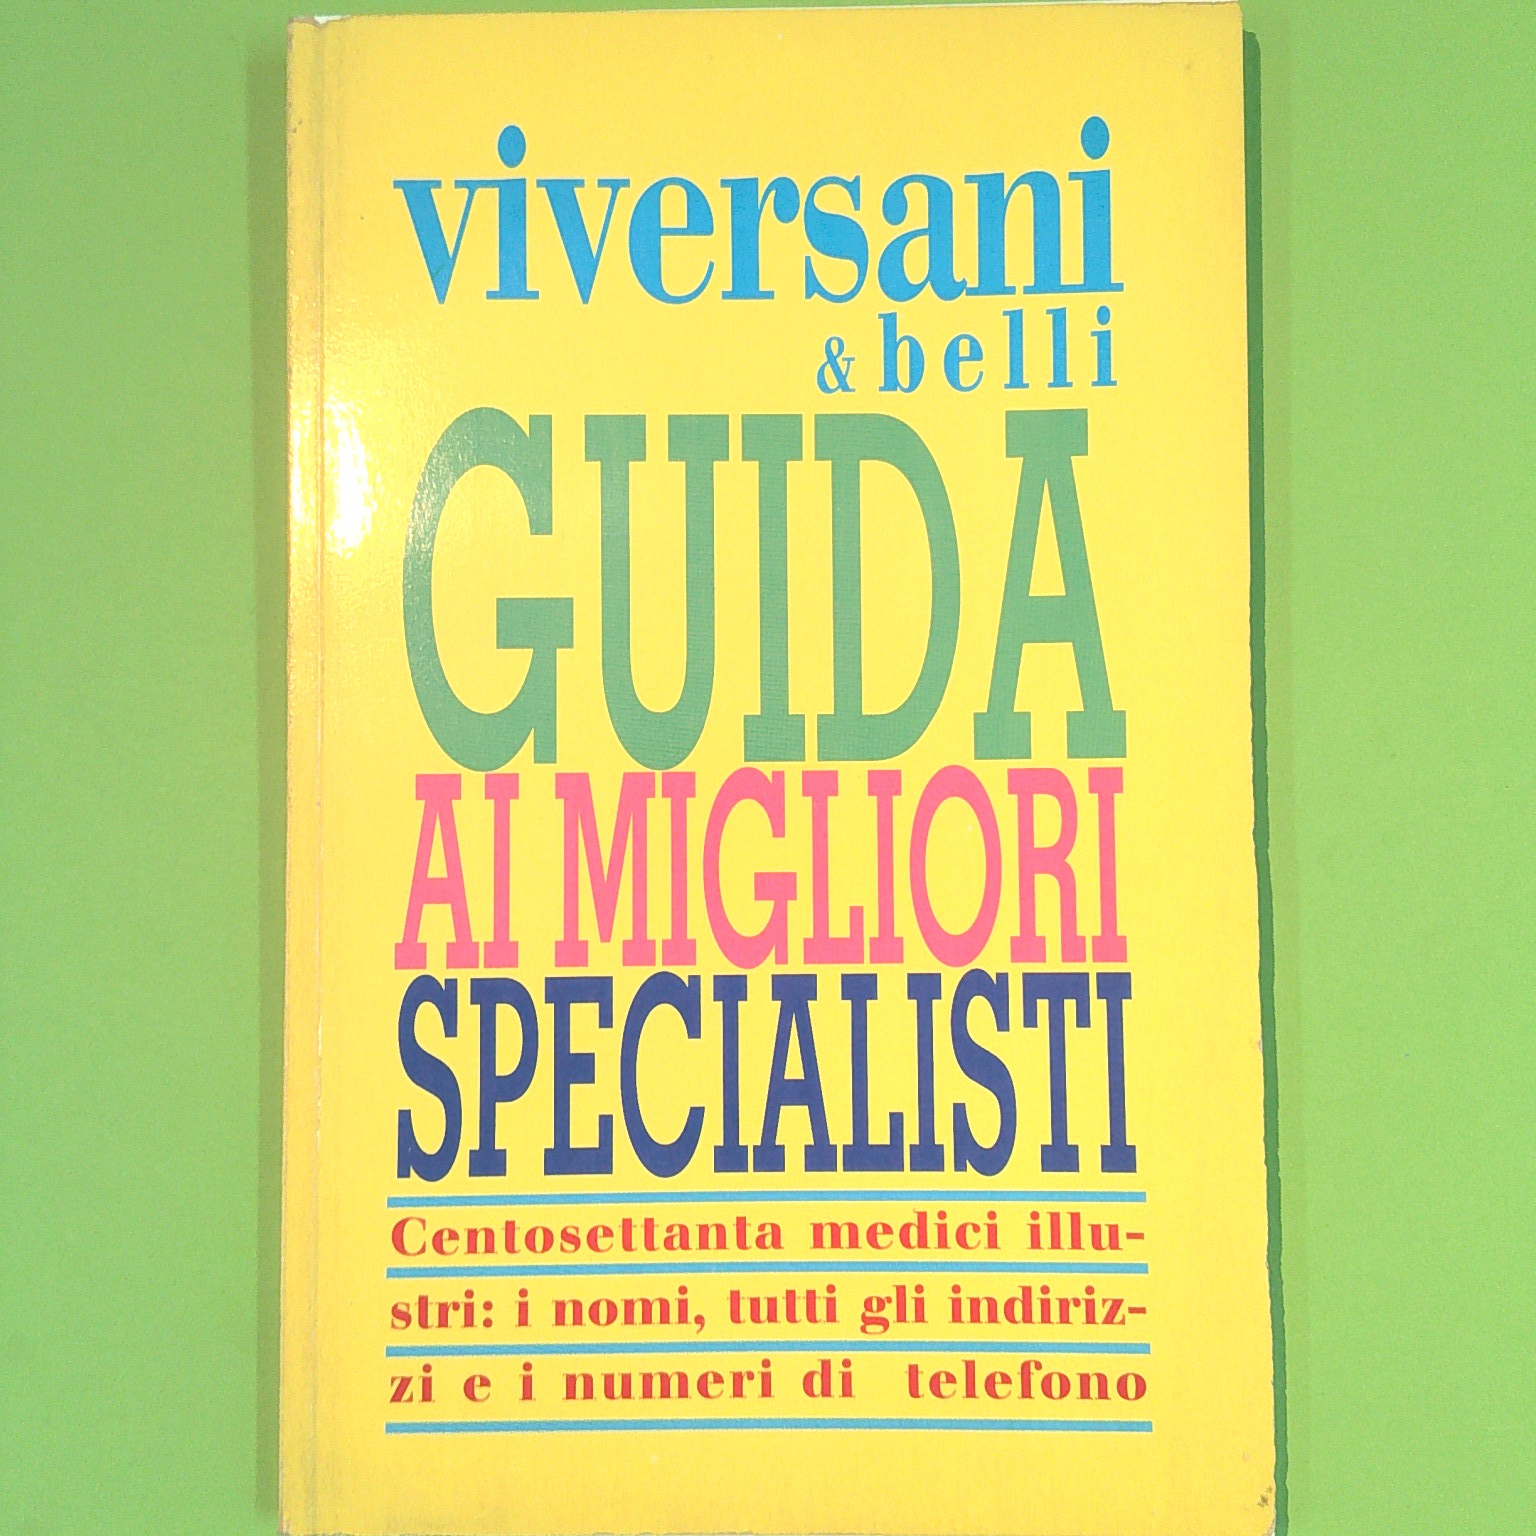 viversani
& belli
GUIDA
AI MIGLIORI
SPECIALISTI
Centosettanta medici illu-
stri: i nomi, tutti gli indiriz-
zi e i numeri di telefono